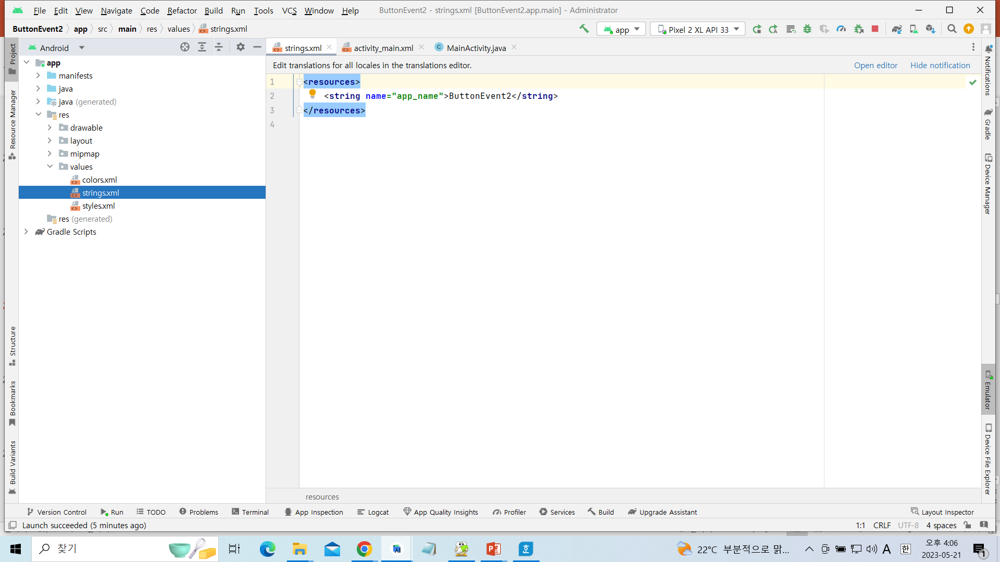 File Edit View Navigate Code Refactor Build Run Tools VCS Window Help ButtonEvent2 - strings.xml [ButtonEvent2.app.main] - Administrator
ButtonEvent2 app src main res values strings.xml app Pixel 2 XL API 33
Project
Resource Manager
Structure
Bookmarks
Build Variants
Android
app
manifests
java
java (generated)
res
drawable
layout
mipmap
values
colors.xml
strings.xml
styles.xml
res (generated)
Gradle Scripts
strings.xml activity_main.xml C MainActivity.java
Edit translations for all locales in the translations editor. Open editor Hide notification
1 <resources>
2 <string name="app_name">ButtonEvent2</string>
3 </resources>
4
resources
Notifications
Gradle
Device Manager
Emulator
Device File Explorer
Version Control Run TODO Problems Terminal App Inspection Logcat App Quality Insights Profiler Services Build Upgrade Assistant Layout Inspector
Launch succeeded (5 minutes ago) 1:1 CRLF UTF-8 4 spaces
찾기 22°C 부분적으로 맑... A 한 오후 4:06
2023-05-21 1